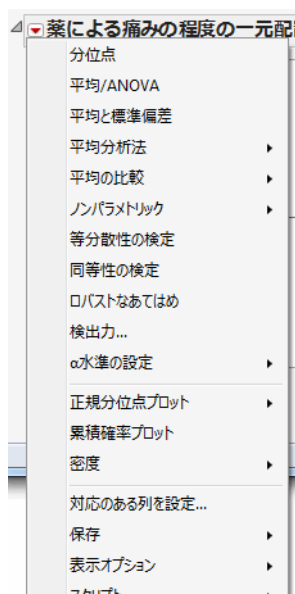 薬による痛みの程度の一元配
分位点
平均/ANOVA
平均と標準偏差
平均分析法
平均の比較
ノンパラメトリック
等分散性の検定
同等性の検定
ロバストなあてはめ
検出力...
α水準の設定
正規分位点プロット
累積確率プロット
密度
対応のある列を設定...
保存
表示オプション
スクリプト